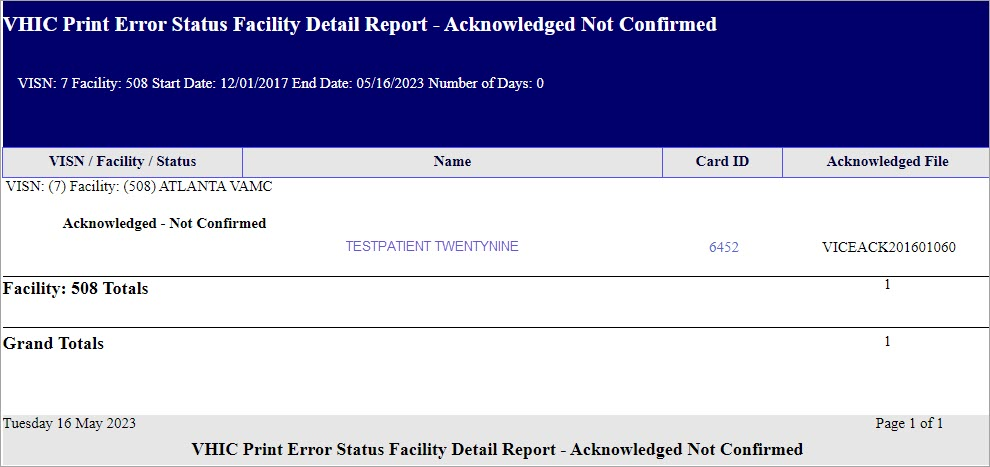 VHIC Print Error Status Facility Detail Report - Acknowledged Not Confirmed
VISN: 7 Facility: 508 Start Date: 12/01/2017 End Date: 05/16/2023 Number of Days: 0
VISN / Facility / Status Name Card ID Acknowledged File
VISN: (7) Facility: (508) ATLANTA VAMC
Acknowledged - Not Confirmed
TESTPATIENT TWENTYNINE 6452 VICEACK201601060
Facility: 508 Totals 1
Grand Totals 1
Tuesday 16 May 2023 Page 1 of 1
VHIC Print Error Status Facility Detail Report - Acknowledged Not Confirmed